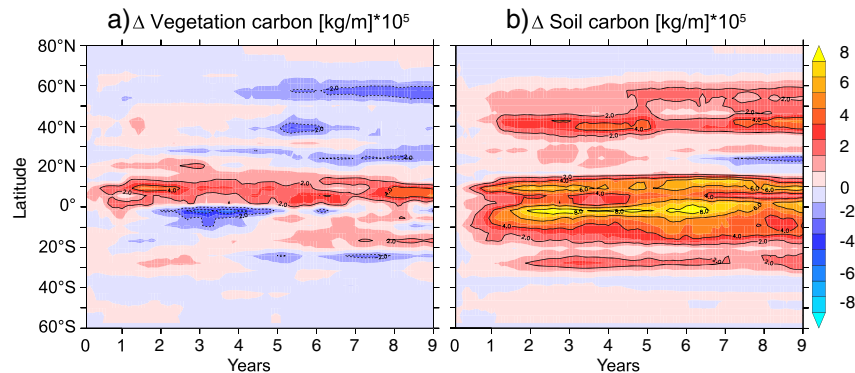 a) Δ Vegetation carbon [kg/m]*10⁵
b) Δ Soil carbon [kg/m]*10⁵
80°N
60°N
40°N
20°N
0°
20°S
40°S
60°S
Latitude
0 1 2 3 4 5 6 7 8 9
Years
0 1 2 3 4 5 6 7 8 9
Years
8
6
4
2
0
-2
-4
-6
-8